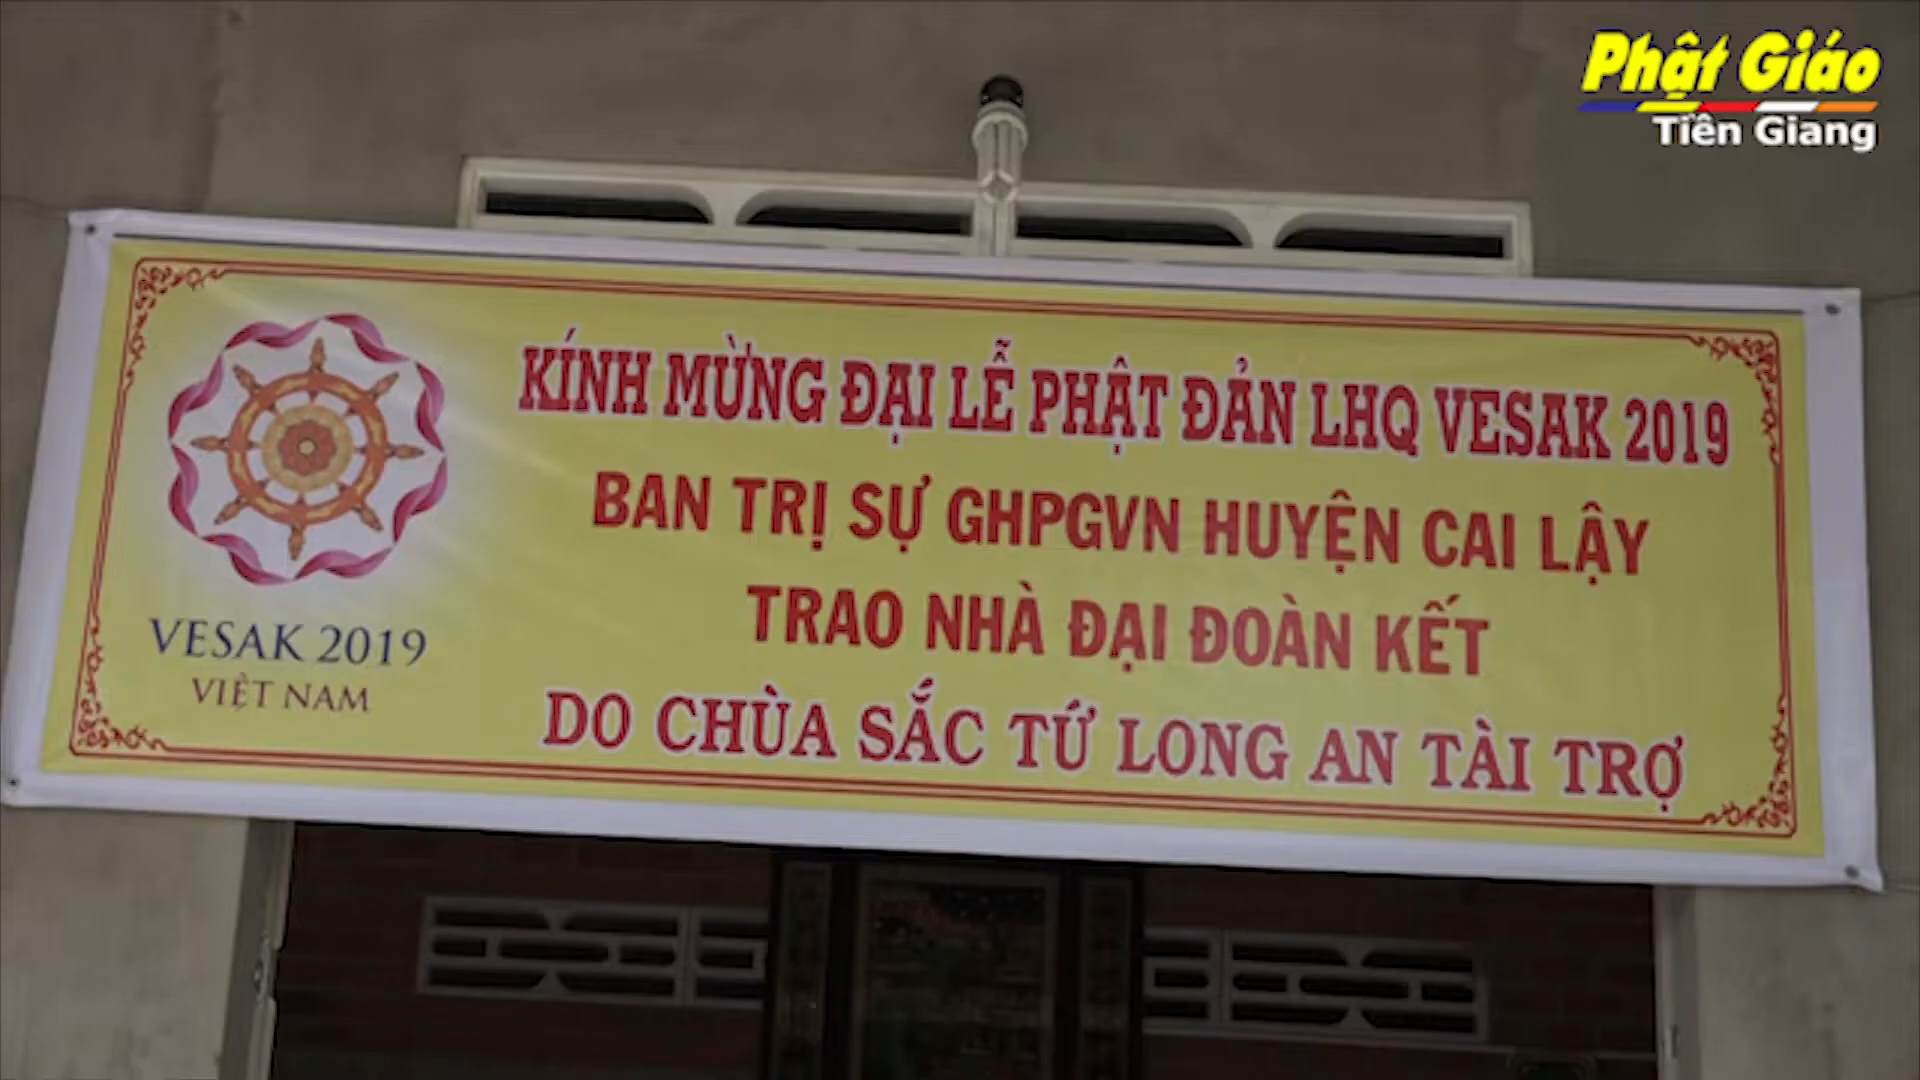 Phật Giáo
Tiền Giang
KÍNH MỪNG ĐẠI LỄ PHẬT ĐẢN LHQ VESAK 2019
BAN TRỊ SỰ GHPGVN HUYỆN CAI LẬY
TRAO NHÀ ĐẠI ĐOÀN KẾT
DO CHÙA SẮC TỨ LONG AN TÀI TRỢ
VESAK 2019
VIỆT NAM